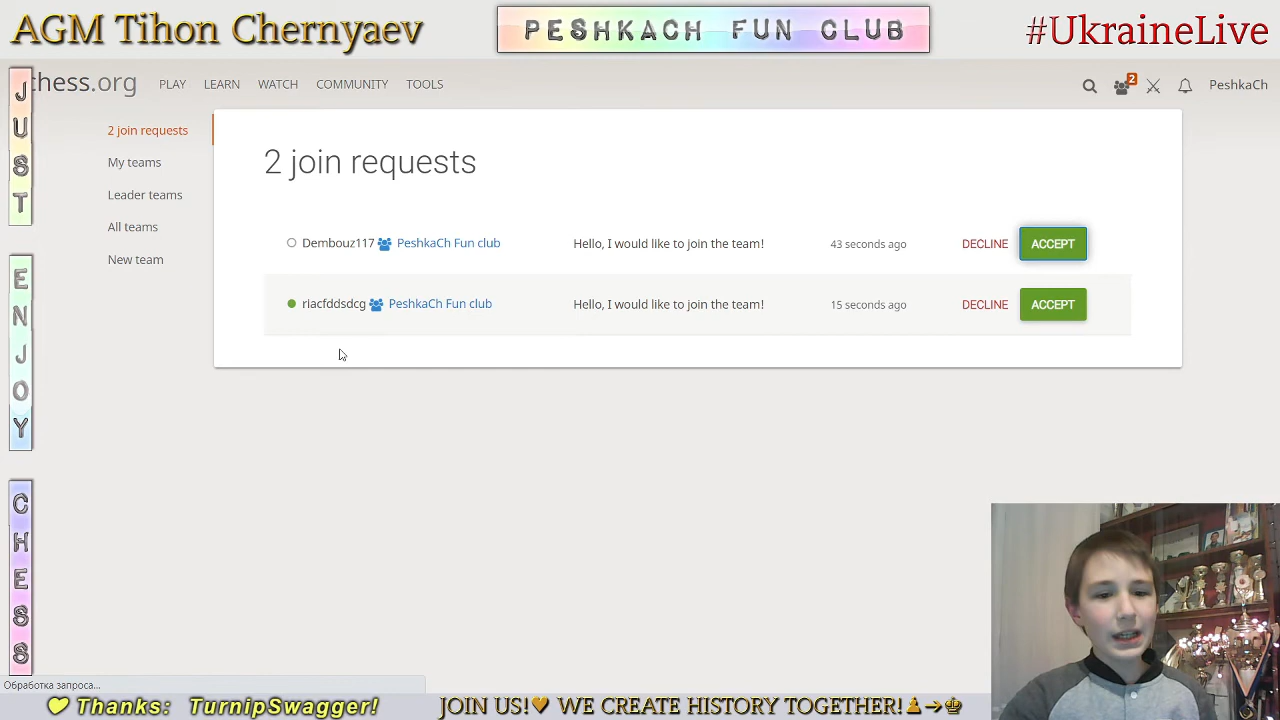 AGM Tihon Chernyaev
PESHKACH FUN CLUB
#UkraineLive
chess.org
PLAY
LEARN
WATCH
COMMUNITY
TOOLS
2
PeshkaCh
JUST
ENJOY
CHESS
2 join requests
My teams
Leader teams
All teams
New team
2 join requests
Dembouz117 PeshkaCh Fun club Hello, I would like to join the team! 43 seconds ago DECLINE ACCEPT
riacfddsdcg PeshkaCh Fun club Hello, I would like to join the team! 15 seconds ago DECLINE ACCEPT
Обработка запроса...
Thanks: TurnipSwagger!
JOIN US! WE CREATE HISTORY TOGETHER!